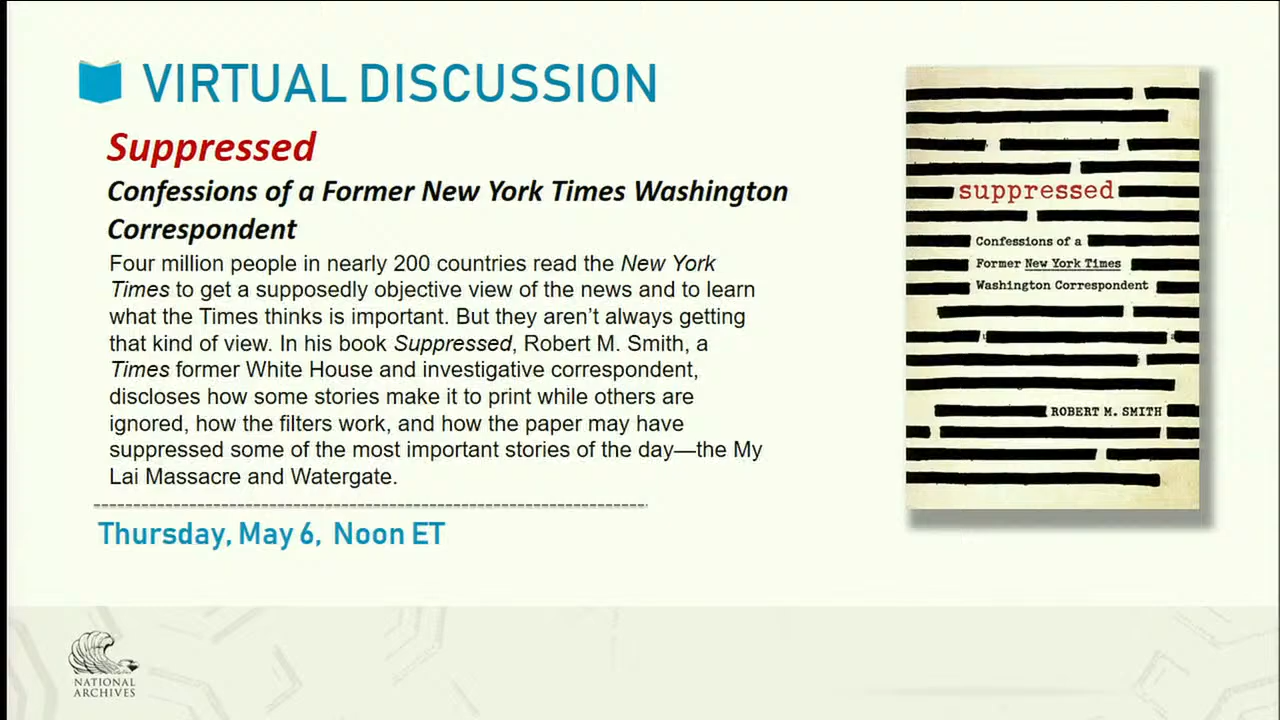 VIRTUAL DISCUSSION
Suppressed
Confessions of a Former New York Times Washington
Correspondent
Four million people in nearly 200 countries read the New York
Times to get a supposedly objective view of the news and to learn
what the Times thinks is important. But they aren’t always getting
that kind of view. In his book Suppressed, Robert M. Smith, a
Times former White House and investigative correspondent,
discloses how some stories make it to print while others are
ignored, how the filters work, and how the paper may have
suppressed some of the most important stories of the day—the My
Lai Massacre and Watergate.
Thursday, May 6, Noon ET
suppressed
Confessions of a
Former New York Times
Washington Correspondent
ROBERT M. SMITH
NATIONAL
ARCHIVES